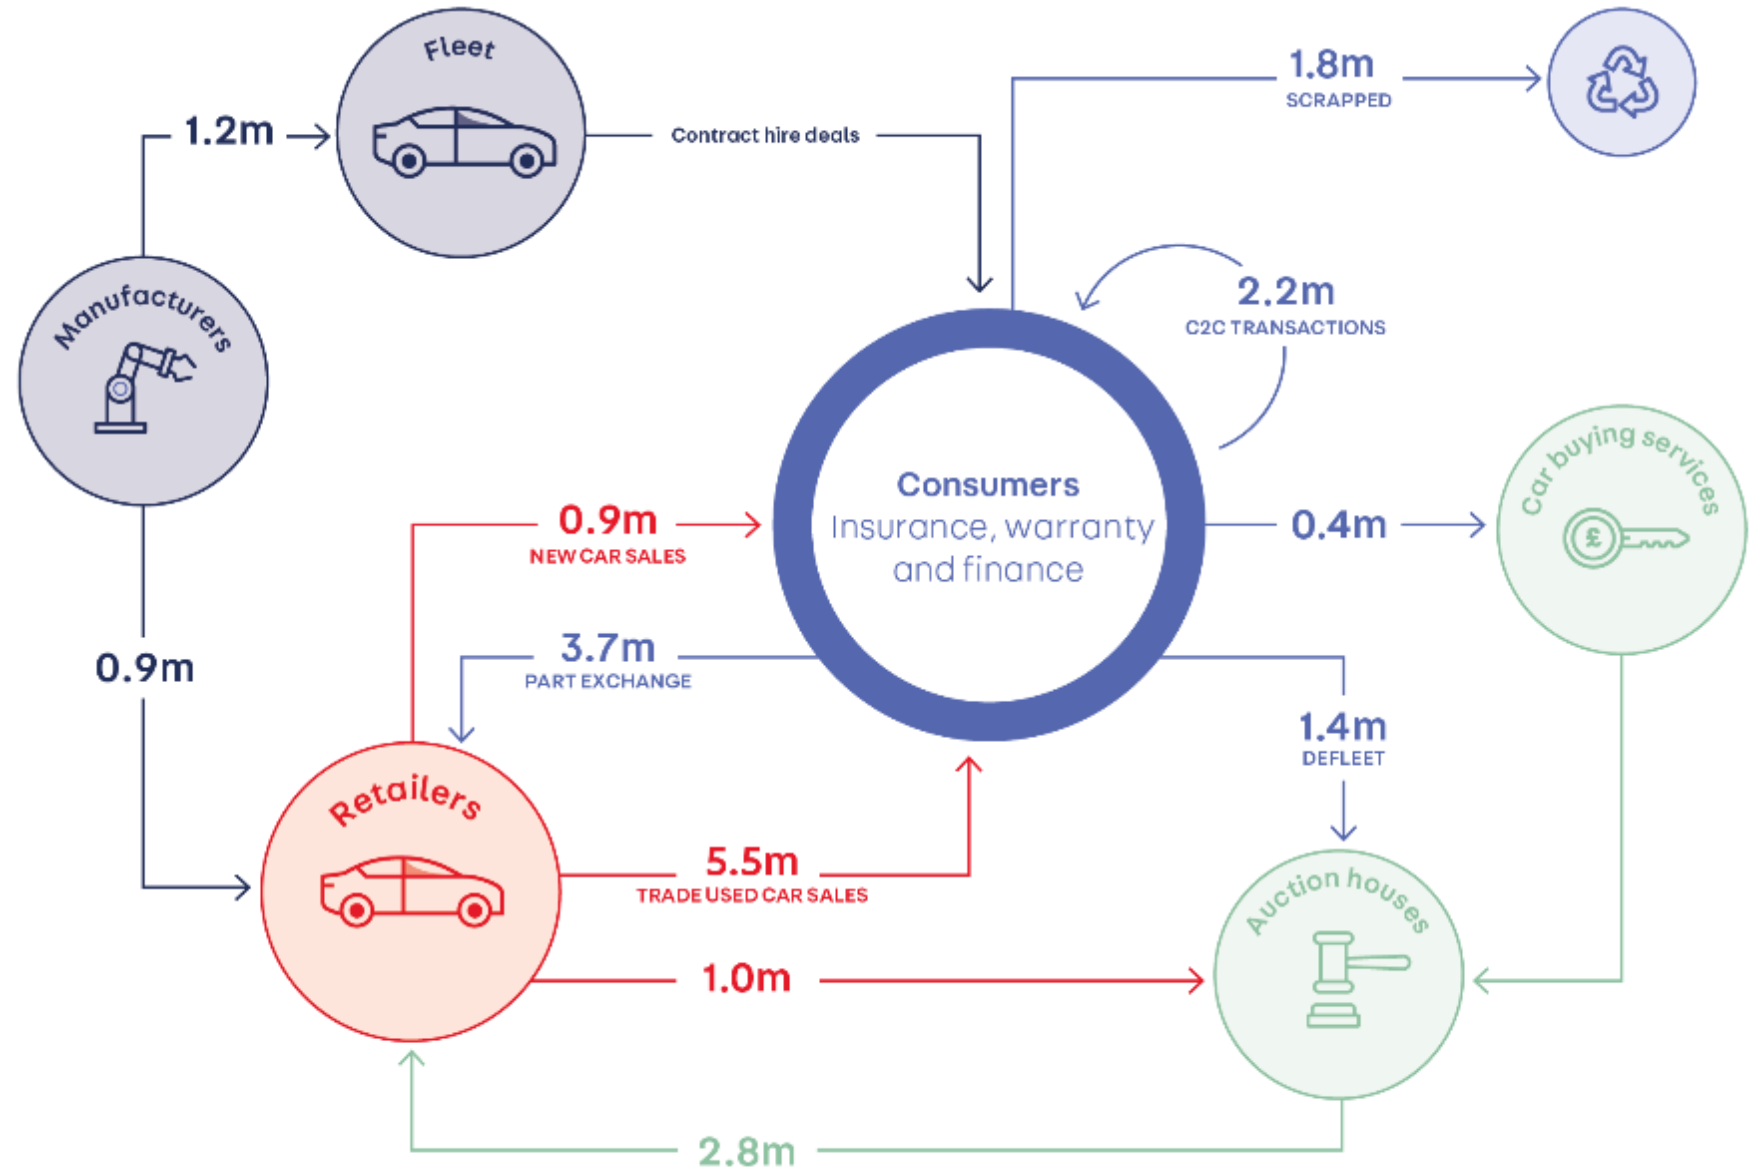 Fleet
1.2m
Contract hire deals
1.8m
SCRAPPED
Manufacturers
2.2m
C2C TRANSACTIONS
Car buying services
£
Consumers
Insurance, warranty
and finance
0.9m
NEW CAR SALES
0.4m
0.9m
3.7m
PART EXCHANGE
1.4m
DEFLEET
Retailers
5.5m
TRADE USED CAR SALES
Auction houses
1.0m
2.8m